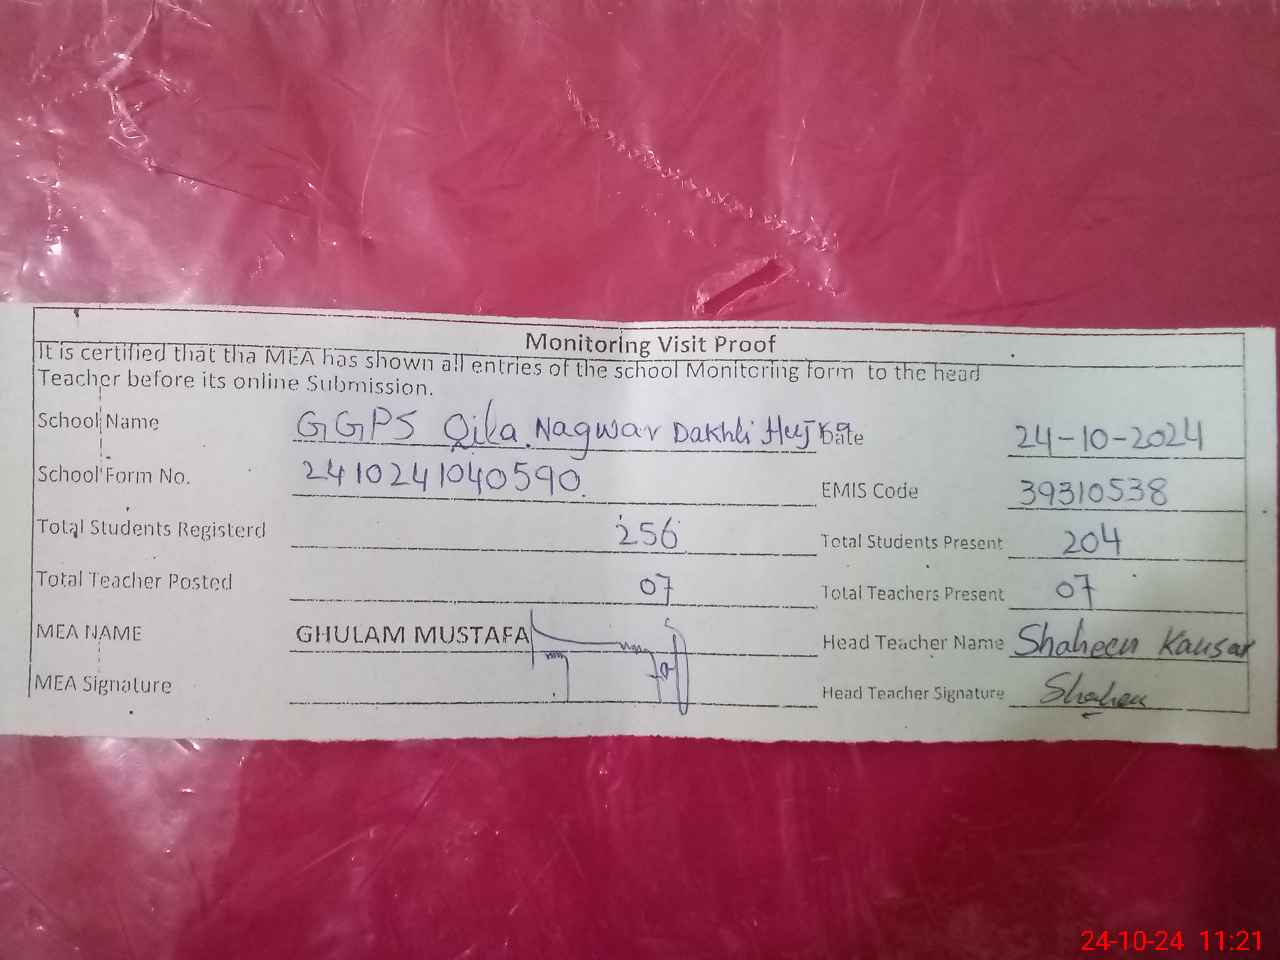 Monitoring Visit Proof
It is certified that tha MEA has shown all entries of the school Monitoring form to the head
Teacher before its online Submission.
School Name GGPS Qila Nagwar Dakhli Date 24-10-2024
School Form No. 2410241040590 EMIS Code 39310538
Total Students Registerd 256 Total Students Present 204
Total Teacher Posted 07 Total Teachers Present 07
MEA NAME GHULAM MUSTAFA Head Teacher Name Shaheen Kausar
MEA Signature Head Teacher Signature Shaheen
24-10-24 11:21